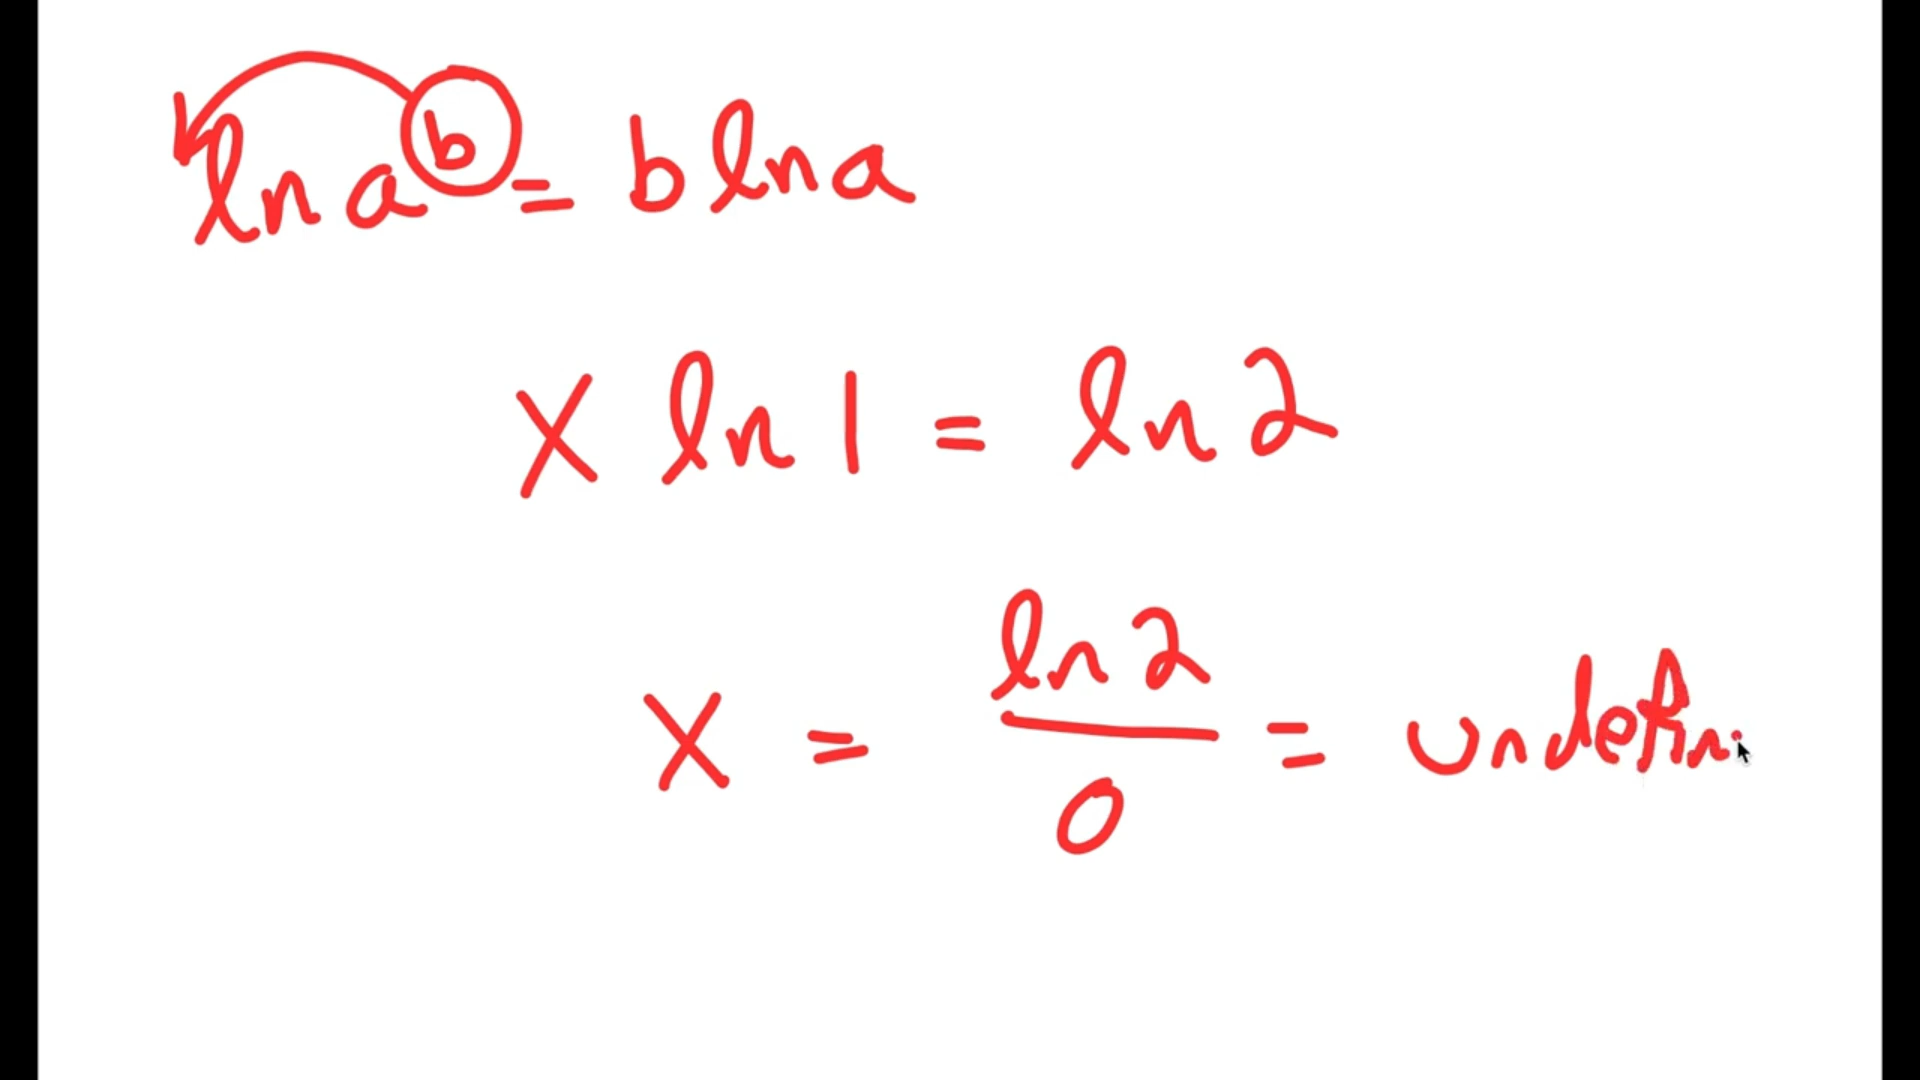 ln a^b = b ln a
x ln 1 = ln 2
x = ln 2 / 0 = undefin